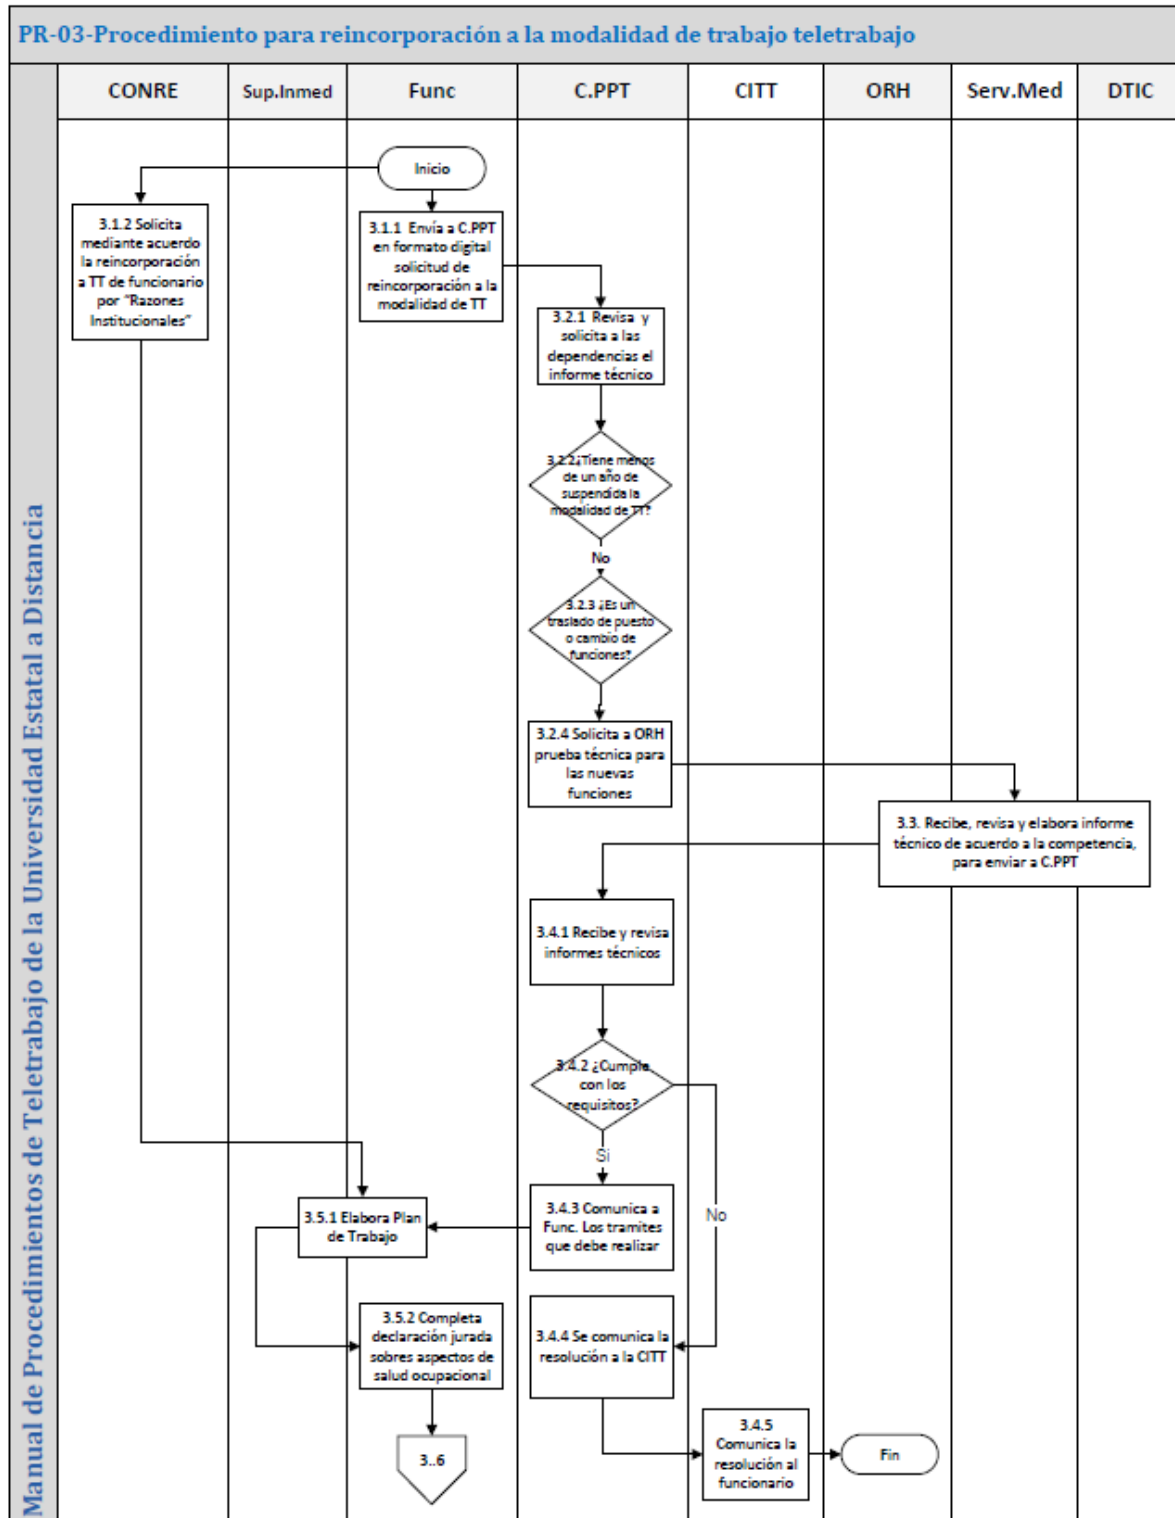 PR-03-Procedimiento para reincorporación a la modalidad de trabajo teletrabajo
Manual de Procedimientos de Teletrabajo de la Universidad Estatal a Distancia
CONRE
Sup.Inmed
Func
C.PPT
CITT
ORH
Serv.Med
DTIC
Inicio
3.1.2 Solicita
mediante acuerdo
la reincorporación
a TT de funcionario
por “Razones
Institucionales”
3.1.1 Envía a C.PPT
en formato digital
solicitud de
reincorporación a la
modalidad de TT
3.2.1 Revisa y
solicita a las
dependencias el
informe técnico
3.2.2¿Tiene menos
de un año de
suspendida la
modalidad de TT?
No
3.2.3 ¿Es un
traslado de puesto
o cambio de
funciones?
3.2.4 Solicita a ORH
prueba técnica para
las nuevas
funciones
3.3. Recibe, revisa y elabora informe
técnico de acuerdo a la competencia,
para enviar a C.PPT
3.4.1 Recibe y revisa
informes técnicos
3.4.2 ¿Cumple
con los
requisitos?
Si
No
3.4.3 Comunica a
Func. Los tramites
que debe realizar
3.5.1 Elabora Plan
de Trabajo
3.5.2 Completa
declaración jurada
sobres aspectos de
salud ocupacional
3.4.4 Se comunica la
resolución a la CITT
3..6
3.4.5
Comunica la
resolución al
funcionario
Fin